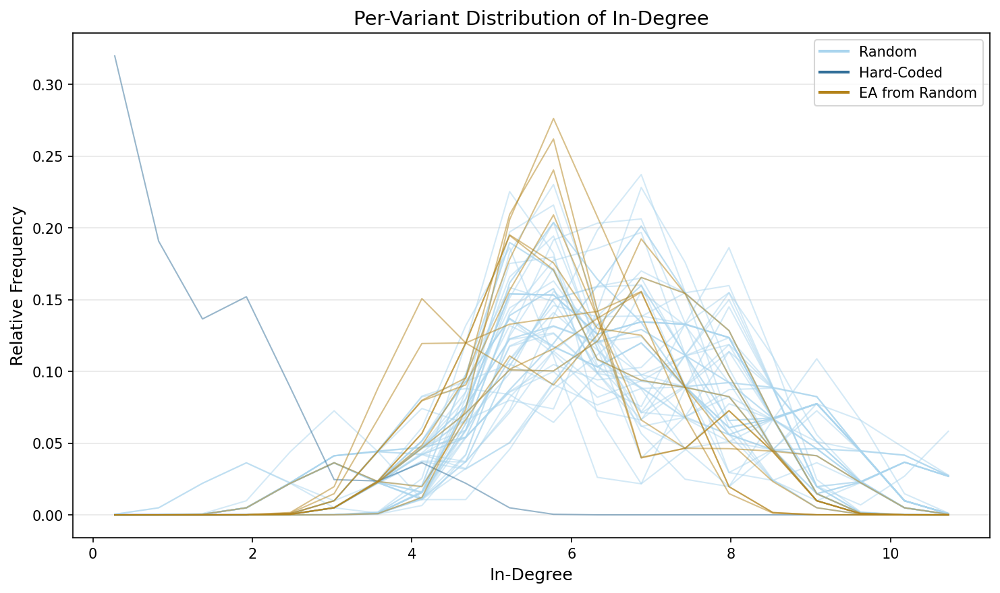 Per-Variant Distribution of In-Degree
Random
Hard-Coded
EA from Random
Relative Frequency
0.30
0.25
0.20
0.15
0.10
0.05
0.00
0 2 4 6 8 10
In-Degree